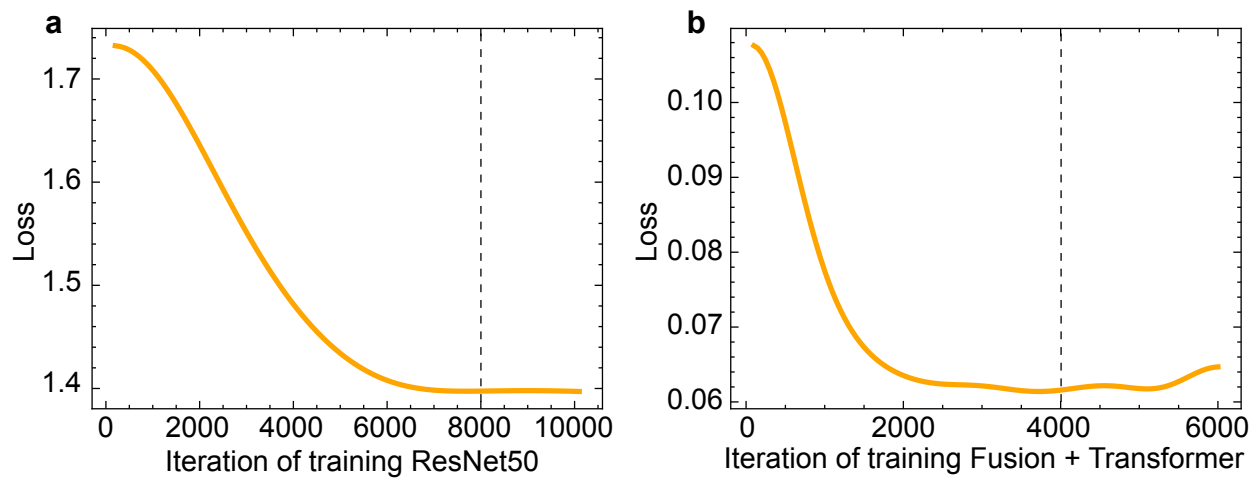 a
Loss
1.7
1.6
1.5
1.4
0 2000 4000 6000 8000 10000
Iteration of training ResNet50
b
Loss
0.10
0.09
0.08
0.07
0.06
0 2000 4000 6000
Iteration of training Fusion + Transformer